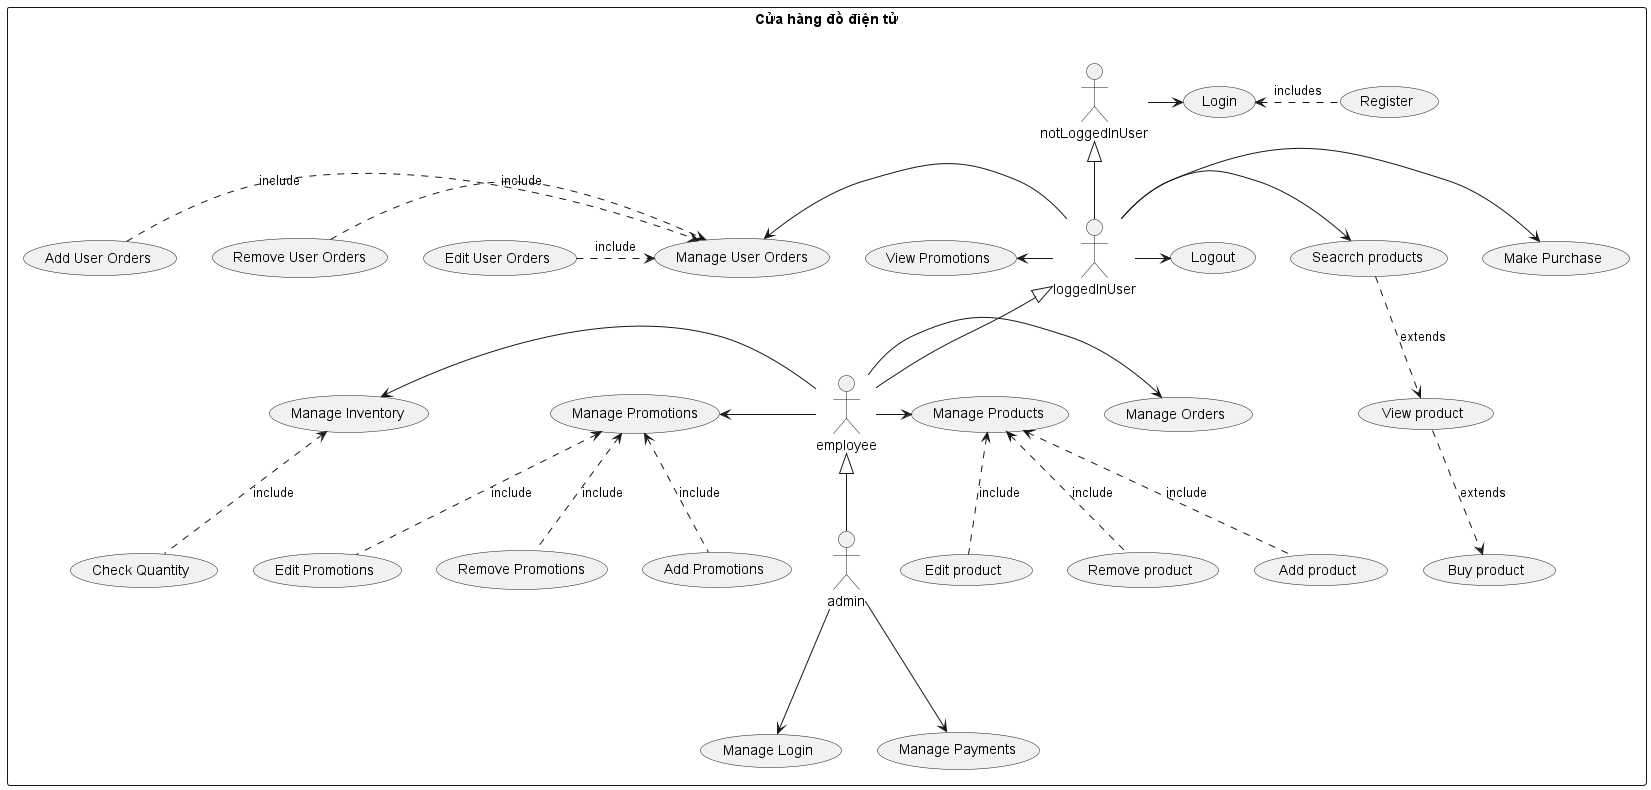 Cửa hàng đồ điện tử
notLoggedInUser
Login
includes
Register
include
include
Add User Orders
Remove User Orders
Edit User Orders
include
Manage User Orders
View Promotions
loggedInUser
Logout
Seacrch products
Make Purchase
extends
Manage Inventory
Manage Promotions
employee
Manage Products
Manage Orders
View product
include
include
include
include
include
include
include
extends
Check Quantity
Edit Promotions
Remove Promotions
Add Promotions
admin
Edit product
Remove product
Add product
Buy product
Manage Login
Manage Payments